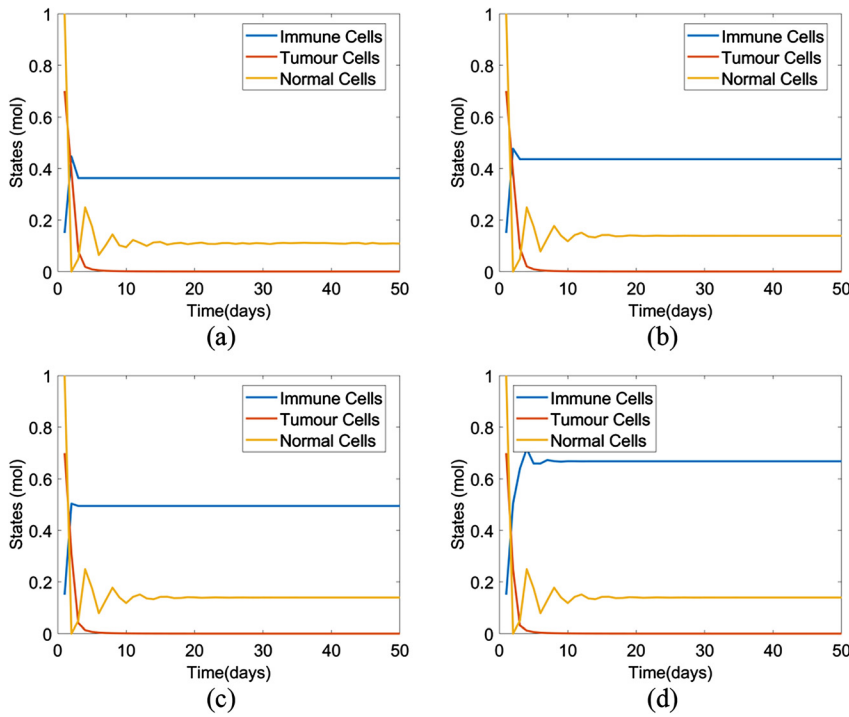 1
0.8
0.6
0.4
0.2
0
States (mol)
Immune Cells
Tumour Cells
Normal Cells
0 10 20 30 40 50
Time(days)
(a)
1
0.8
0.6
0.4
0.2
0
States (mol)
Immune Cells
Tumour Cells
Normal Cells
0 10 20 30 40 50
Time(days)
(b)
1
0.8
0.6
0.4
0.2
0
States (mol)
Immune Cells
Tumour Cells
Normal Cells
0 10 20 30 40 50
Time(days)
(c)
1
0.8
0.6
0.4
0.2
0
States (mol)
Immune Cells
Tumour Cells
Normal Cells
0 10 20 30 40 50
Time(days)
(d)